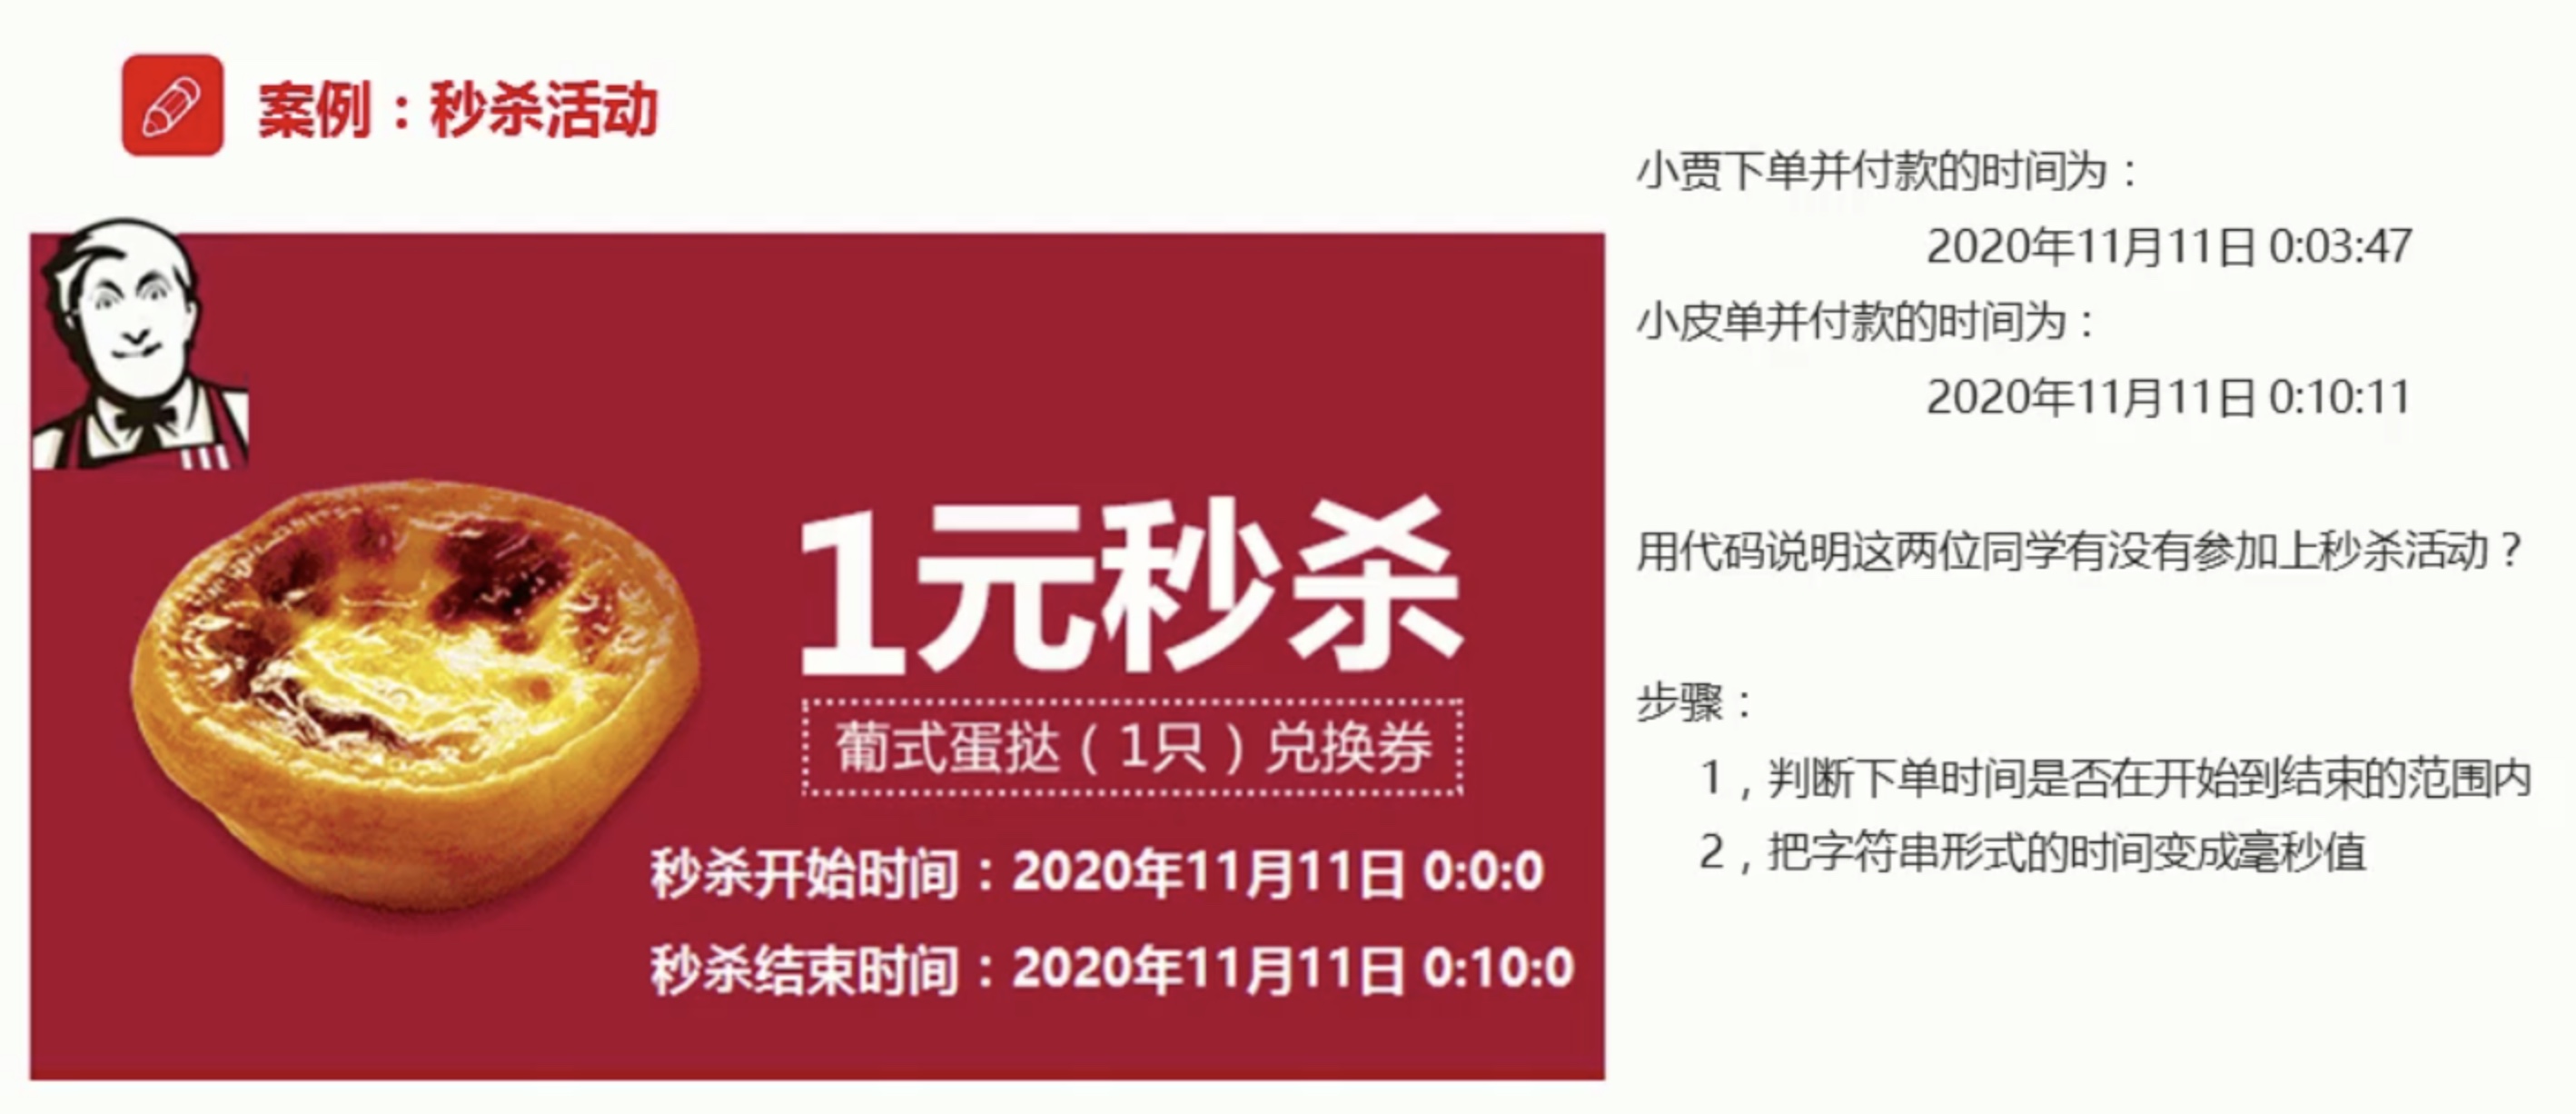 案例：秒杀活动
1元秒杀
葡式蛋挞（1只）兑换券
秒杀开始时间：2020年11月11日 0:0:0
秒杀结束时间：2020年11月11日 0:10:0
小贾下单并付款的时间为：
2020年11月11日 0:03:47
小皮单并付款的时间为：
2020年11月11日 0:10:11
用代码说明这两位同学有没有参加上秒杀活动？
步骤：
1，判断下单时间是否在开始到结束的范围内
2，把字符串形式的时间变成毫秒值